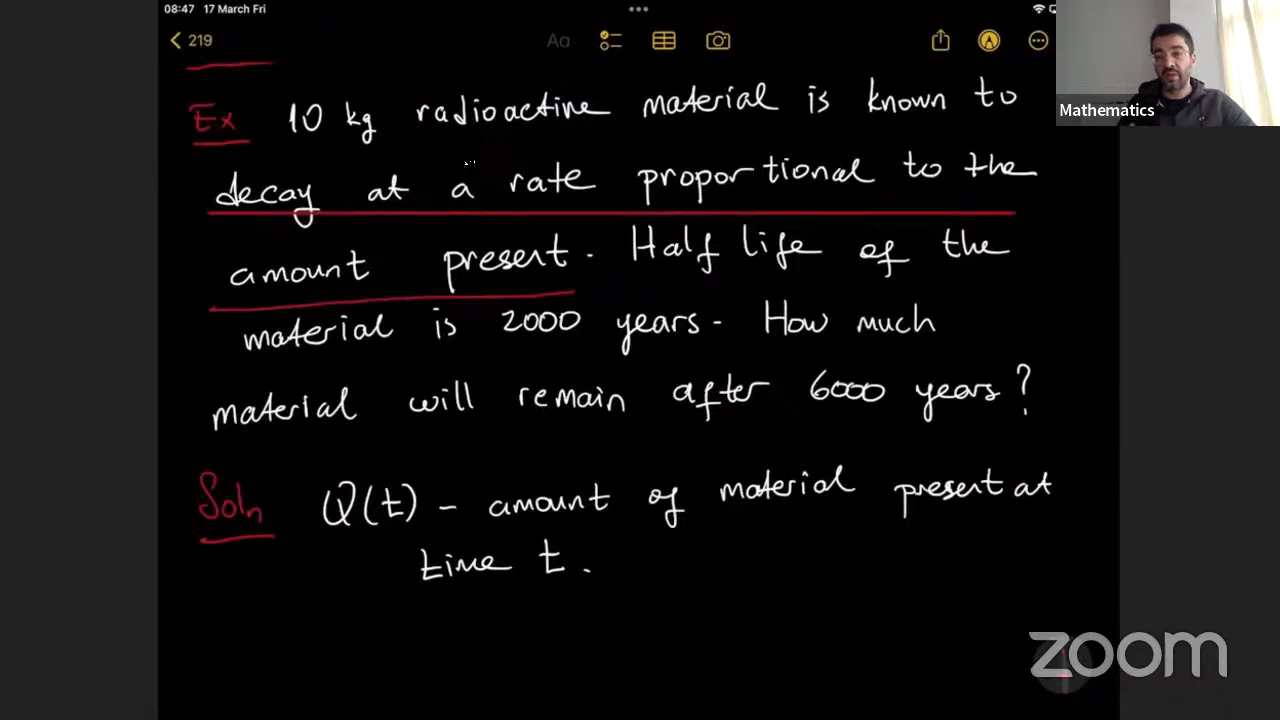 08:47 17 March Fri
219
Aa
Mathematics
Ex 10 kg radioactive material is known to
decay at a rate proportional to the
amount present. Half life of the
material is 2000 years. How much
material will remain after 6000 years?
Soln Q(t) - amount of material present at
time t.
zoom